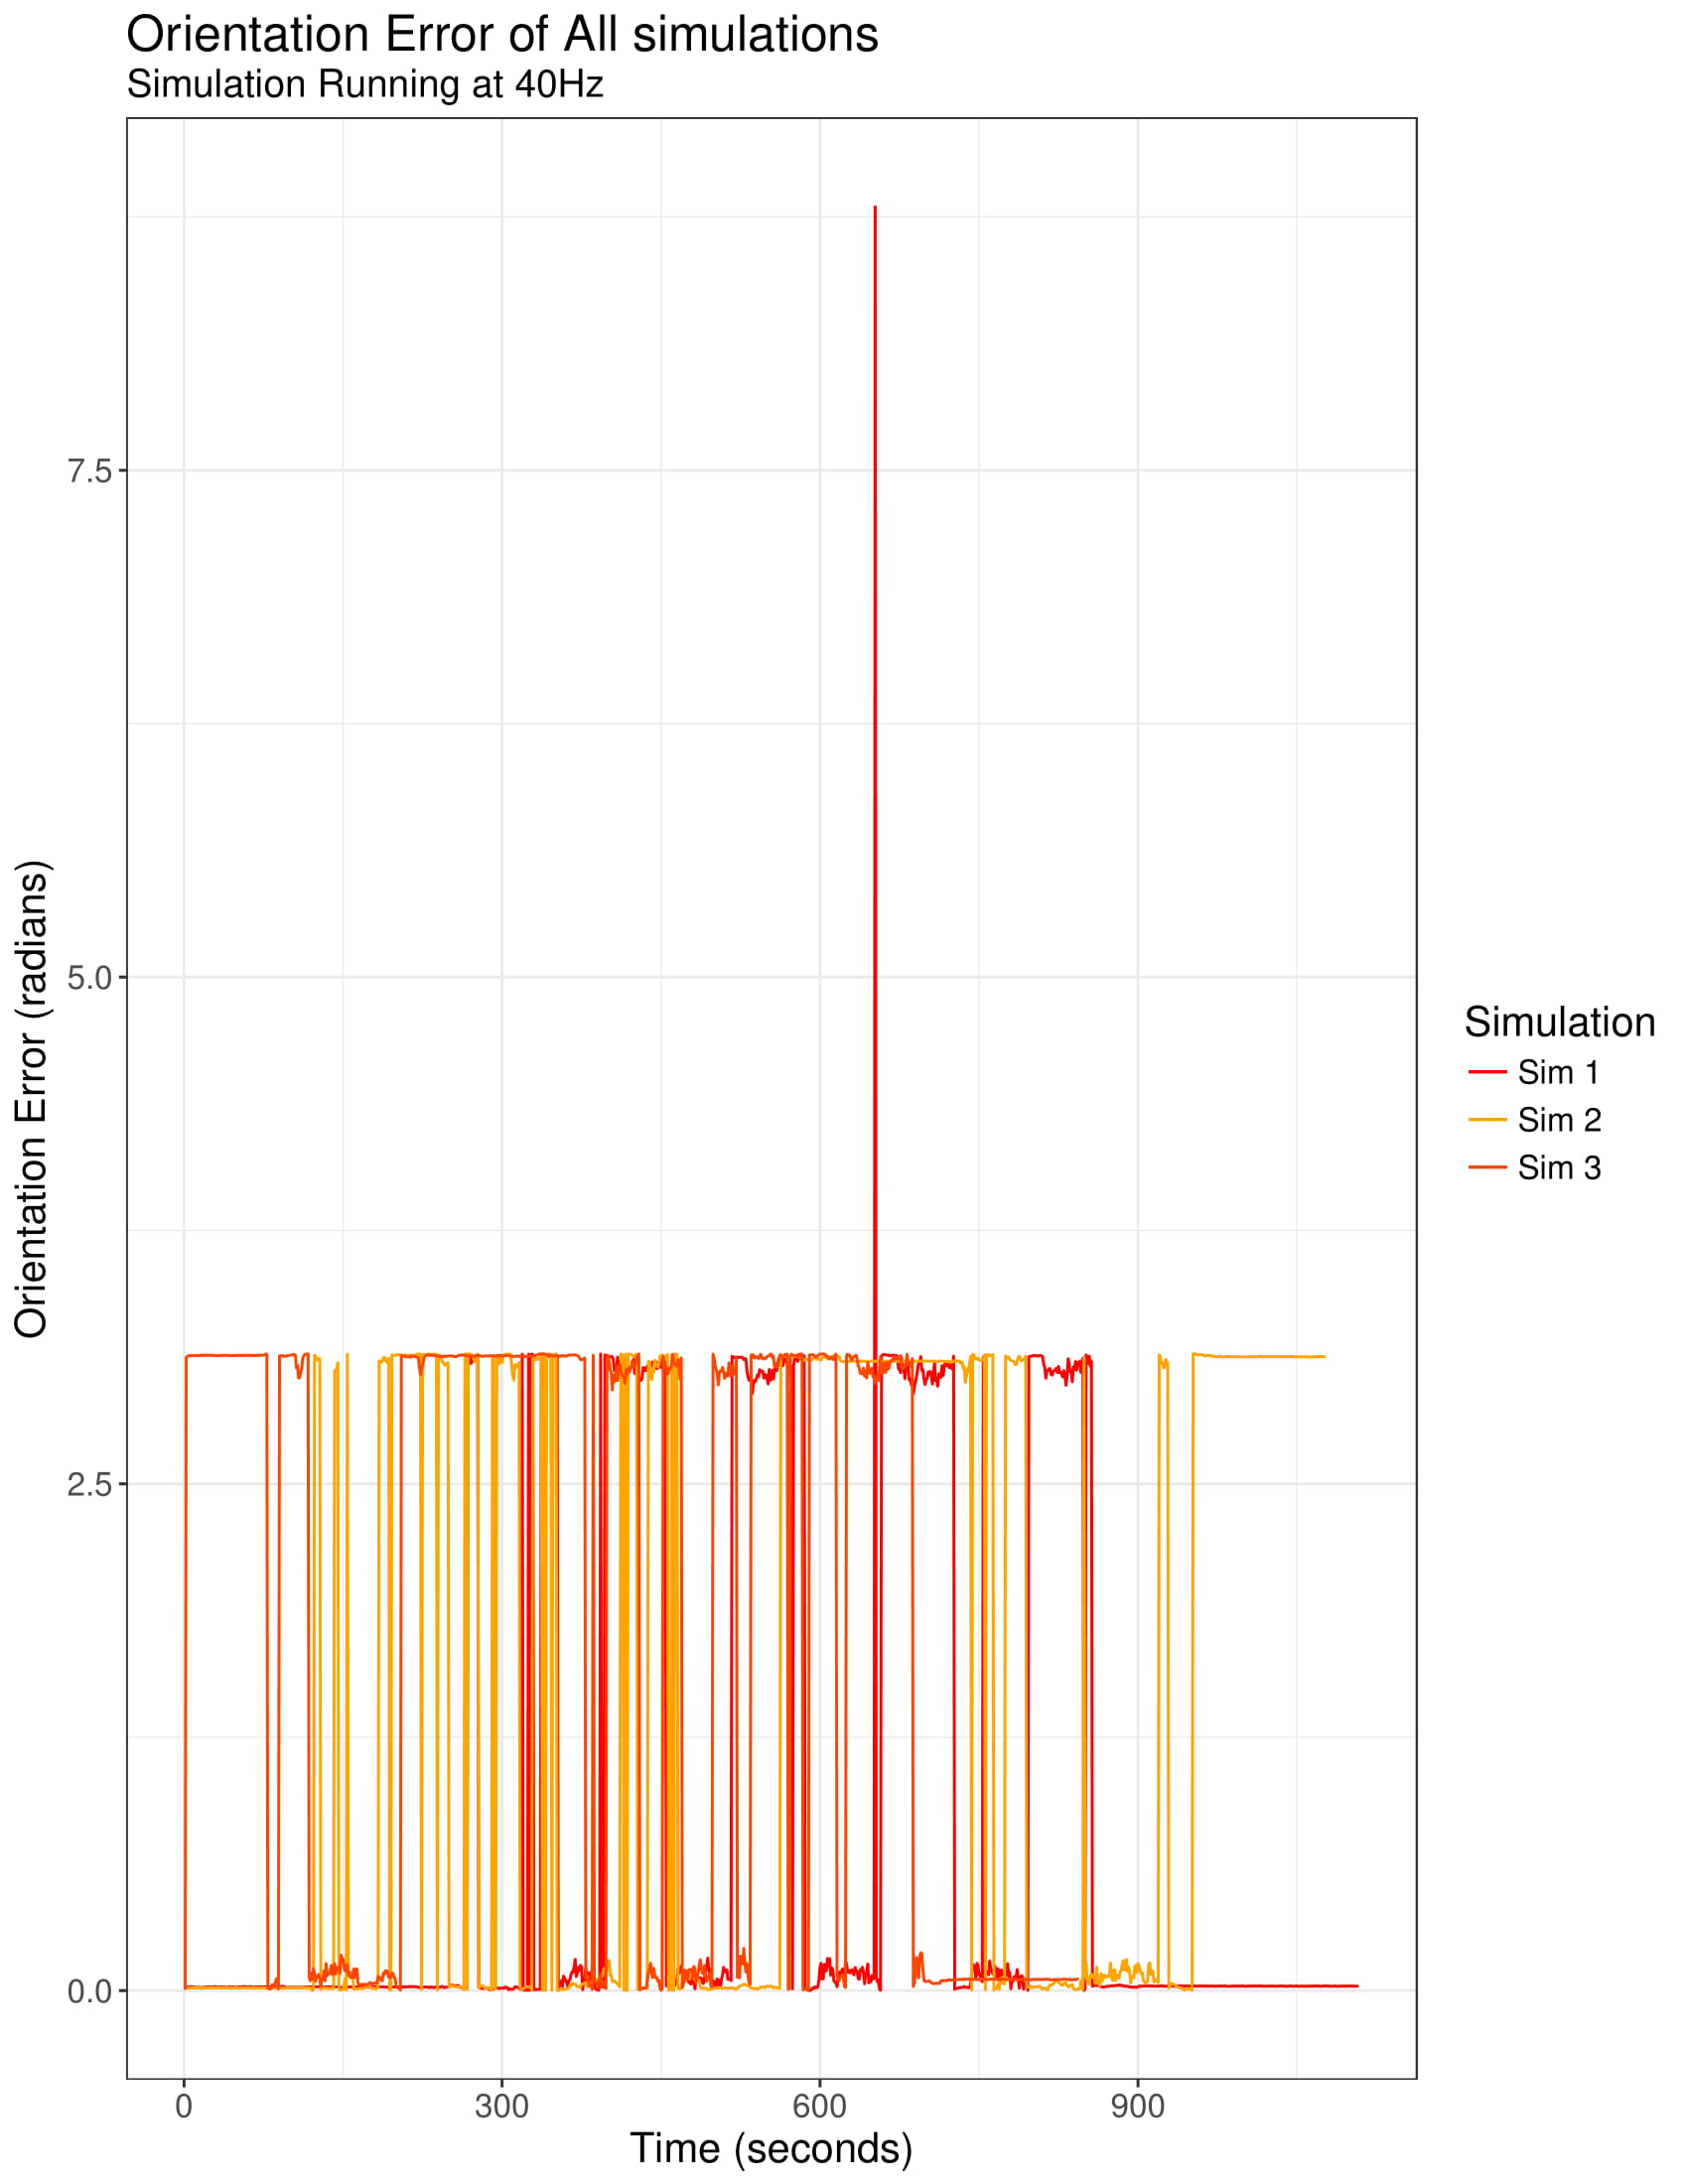 Orientation Error of All simulations
Simulation Running at 40Hz
Orientation Error (radians)
7.5
5.0
2.5
0.0
0 300 600 900
Time (seconds)
Simulation
Sim 1
Sim 2
Sim 3